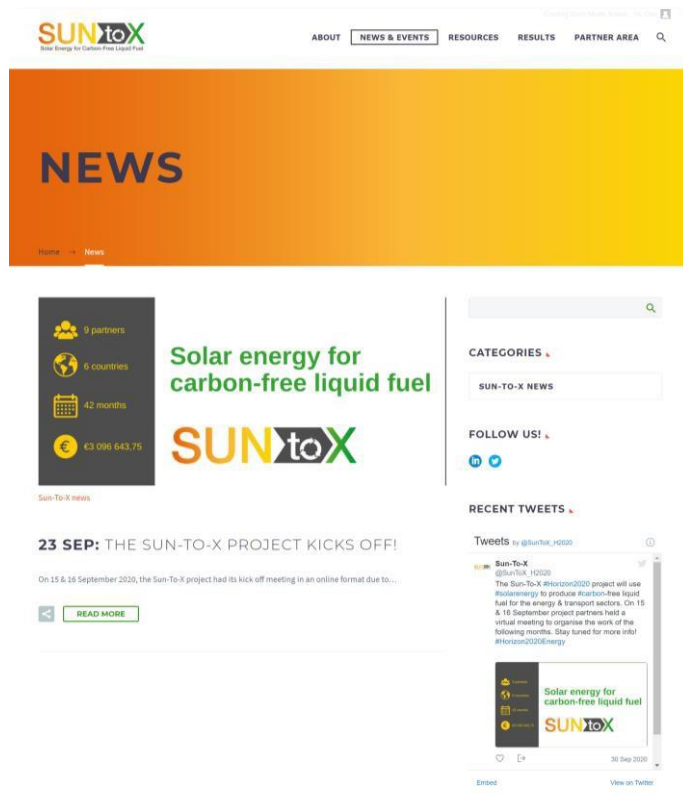 SUN to X
Solar Energy for Carbon-Free Liquid Fuel
ABOUT NEWS & EVENTS RESOURCES RESULTS PARTNER AREA
NEWS
Home → News
9 partners
6 countries
42 months
€ €3 096 643,75
Solar energy for
carbon-free liquid fuel
SUN to X
Sun-To-X news
23 SEP: THE SUN-TO-X PROJECT KICKS OFF!
On 15 & 16 September 2020, the Sun-To-X project had its kick off meeting in an online format due to…
READ MORE
CATEGORIES
SUN-TO-X NEWS
FOLLOW US!
in
RECENT TWEETS
Tweets by @SunToX_H2020
Sun-To-X
@SunToX_H2020
The Sun-To-X #Horizon2020 project will use
#solarenergy to produce #carbon-free liquid
fuel for the energy & transport sectors. On 15
& 16 September project partners held a
virtual meeting to organise the work of the
following months. Stay tuned for more info!
#Horizon2020Energy
Solar energy for
carbon-free liquid fuel
SUN to X
30 Sep 2020
Embed View on Twitter